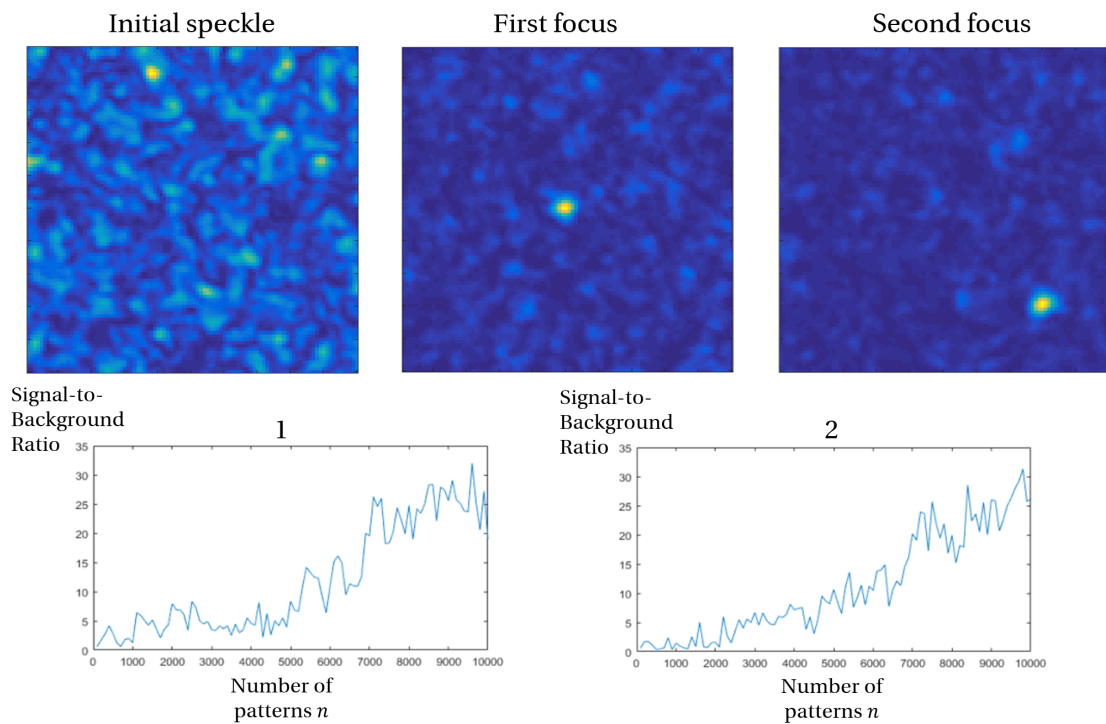 Initial speckle
First focus
Second focus
Signal-to-
Background
Ratio
1
35
30
25
20
15
10
5
0
0 1000 2000 3000 4000 5000 6000 7000 8000 9000 10000
Number of
patterns n
Signal-to-
Background
Ratio
2
35
30
25
20
15
10
5
0
0 1000 2000 3000 4000 5000 6000 7000 8000 9000 10000
Number of
patterns n